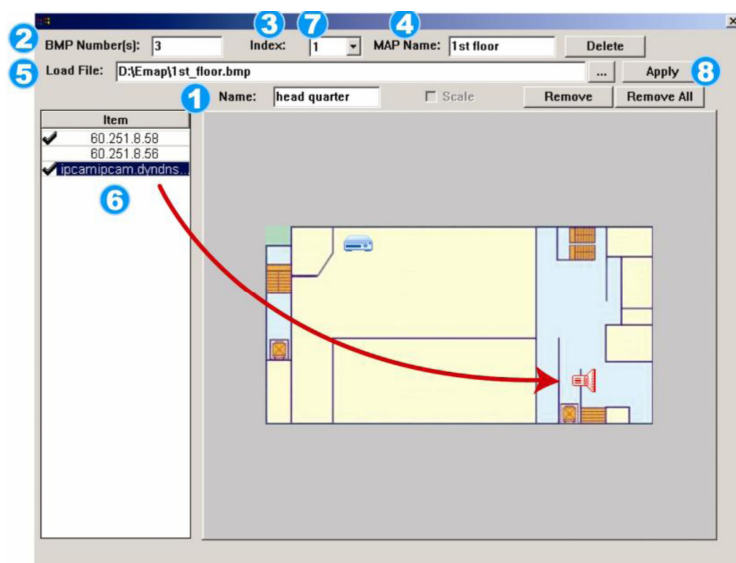 3 7 4
2 BMP Number(s): 3 Index: 1 MAP Name: 1st floor Delete
5 Load File: D:\Emap\1st_floor.bmp ... Apply 8
1 Name: head quarter Scale Remove Remove All
Item
60.251.8.58
60.251.8.56
ipcamipcam.dyndns...
6